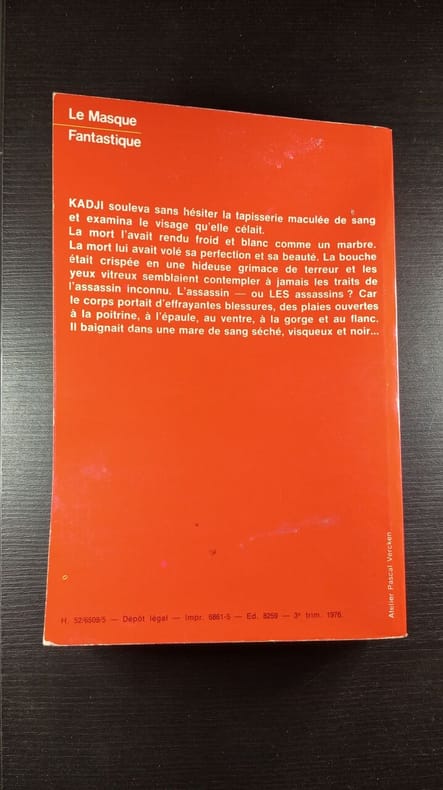 Le Masque
Fantastique
KADJI souleva sans hésiter la tapisserie maculée de sang
et examina le visage qu'elle célait.
La mort l'avait rendu froid et blanc comme un marbre.
La mort lui avait volé sa perfection et sa beauté. La bouche
était crispée en une hideuse grimace de terreur et les
yeux vitreux semblaient contempler à jamais les traits de
l'assassin inconnu. L'assassin — ou LES assassins ? Car
le corps portait d'effrayantes blessures, des plaies ouvertes
à la poitrine, à l'épaule, au ventre, à la gorge et au flanc.
Il baignait dans une mare de sang séché, visqueux et noir...
Atelier Pascal Vercken
H. 52/6509/5 — Dépôt légal — Impr. 6861-5 — Ed. 8259 — 3e trim. 1976.